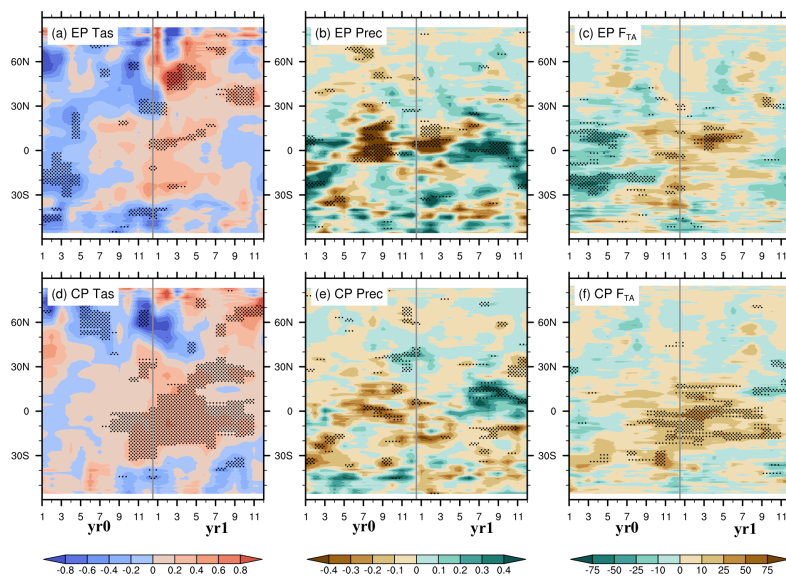 (a) EP Tas
(b) EP Prec
(c) EP F_TA
60N
30N
0
30S
60N
30N
0
30S
60N
30N
0
30S
1 3 5 7 9 11 1 3 5 7 9 11
1 3 5 7 9 11 1 3 5 7 9 11
1 3 5 7 9 11 1 3 5 7 9 11
(d) CP Tas
(e) CP Prec
(f) CP F_TA
60N
30N
0
30S
60N
30N
0
30S
60N
30N
0
30S
1 3 5 7 9 11 1 3 5 7 9 11
1 3 5 7 9 11 1 3 5 7 9 11
1 3 5 7 9 11 1 3 5 7 9 11
yr0 yr1
yr0 yr1
yr0 yr1
-0.8 -0.6 -0.4 -0.2 0 0.2 0.4 0.6 0.8
-0.4 -0.3 -0.2 -0.1 0 0.1 0.2 0.3 0.4
-75 -50 -25 -10 0 10 25 50 75